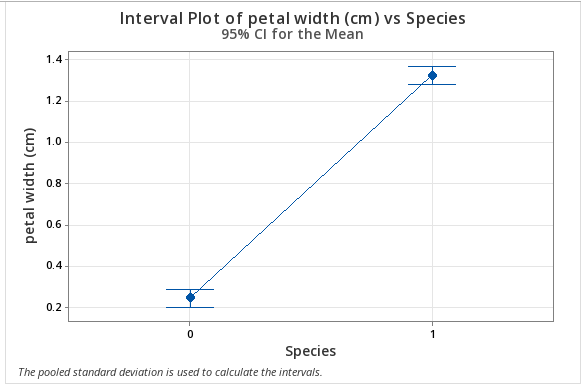 Interval Plot of petal width (cm) vs Species
95% CI for the Mean
petal width (cm)
1.4
1.2
1.0
0.8
0.6
0.4
0.2
0 1
Species
The pooled standard deviation is used to calculate the intervals.